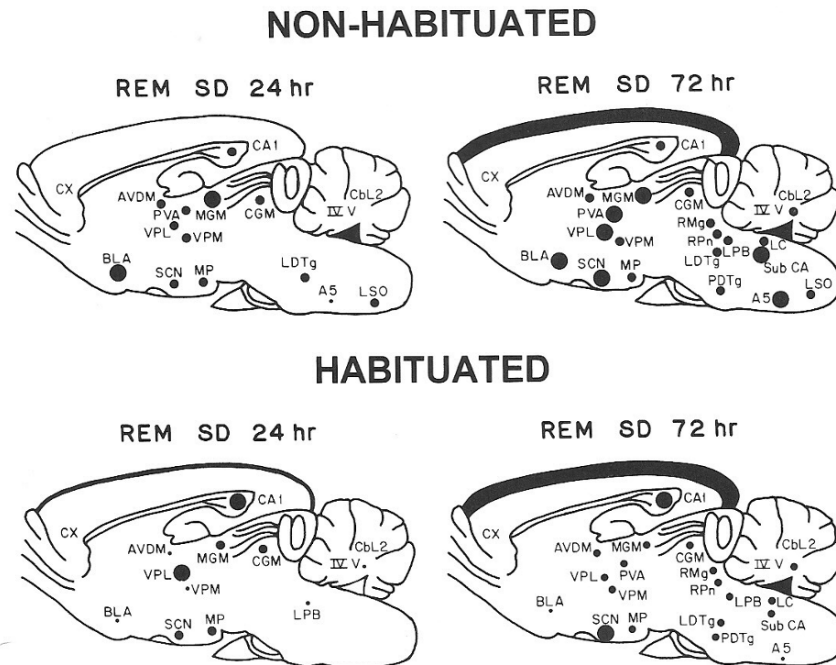 NON-HABITUATED
REM SD 24 hr
REM SD 72 hr
CX
CA1
AVDM
PVA
MGM
CGM
VPL
VPM
BLA
SCN
MP
LDTg
A5
LSO
IV V
CbL2
CX
CA1
AVDM
MGM
CGM
PVA
VPL
VPM
BLA
SCN
MP
RMg
RPn
LPB
LC
LDTg
Sub CA
PDTg
A5
LSO
IV V
CbL2
HABITUATED
REM SD 24 hr
REM SD 72 hr
CX
CA1
AVDM
MGM
CGM
VPL
VPM
BLA
SCN
MP
LPB
IV V
CbL2
CX
CA1
AVDM
MGM
CGM
VPL
PVA
VPM
BLA
SCN
MP
RMg
RPn
LPB
LC
LDTg
Sub CA
PDTg
A5
IV V
CbL2